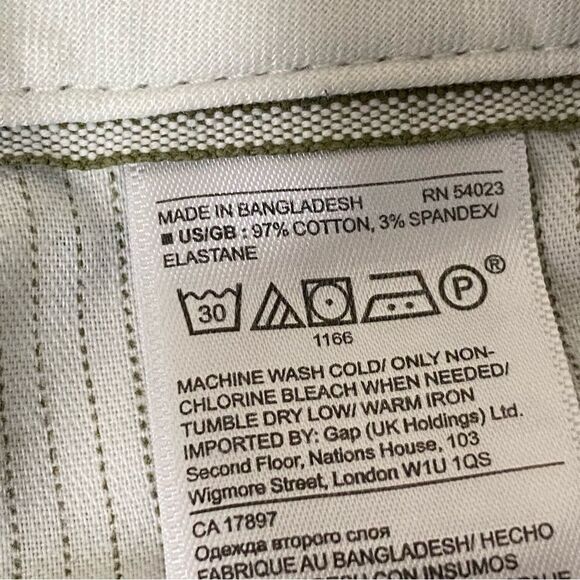 MADE IN BANGLADESH RN 54023
■ US/GB : 97% COTTON, 3% SPANDEX/
ELASTANE
30 P ®
1166
MACHINE WASH COLD/ ONLY NON-
CHLORINE BLEACH WHEN NEEDED/
TUMBLE DRY LOW/ WARM IRON
IMPORTED BY: Gap (UK Holdings) Ltd.
Second Floor, Nations House, 103
Wigmore Street, London W1U 1QS
CA 17897
Одежда второго слоя
FABRIQUE AU BANGLADESH/ HECHO
CON INSUMOS